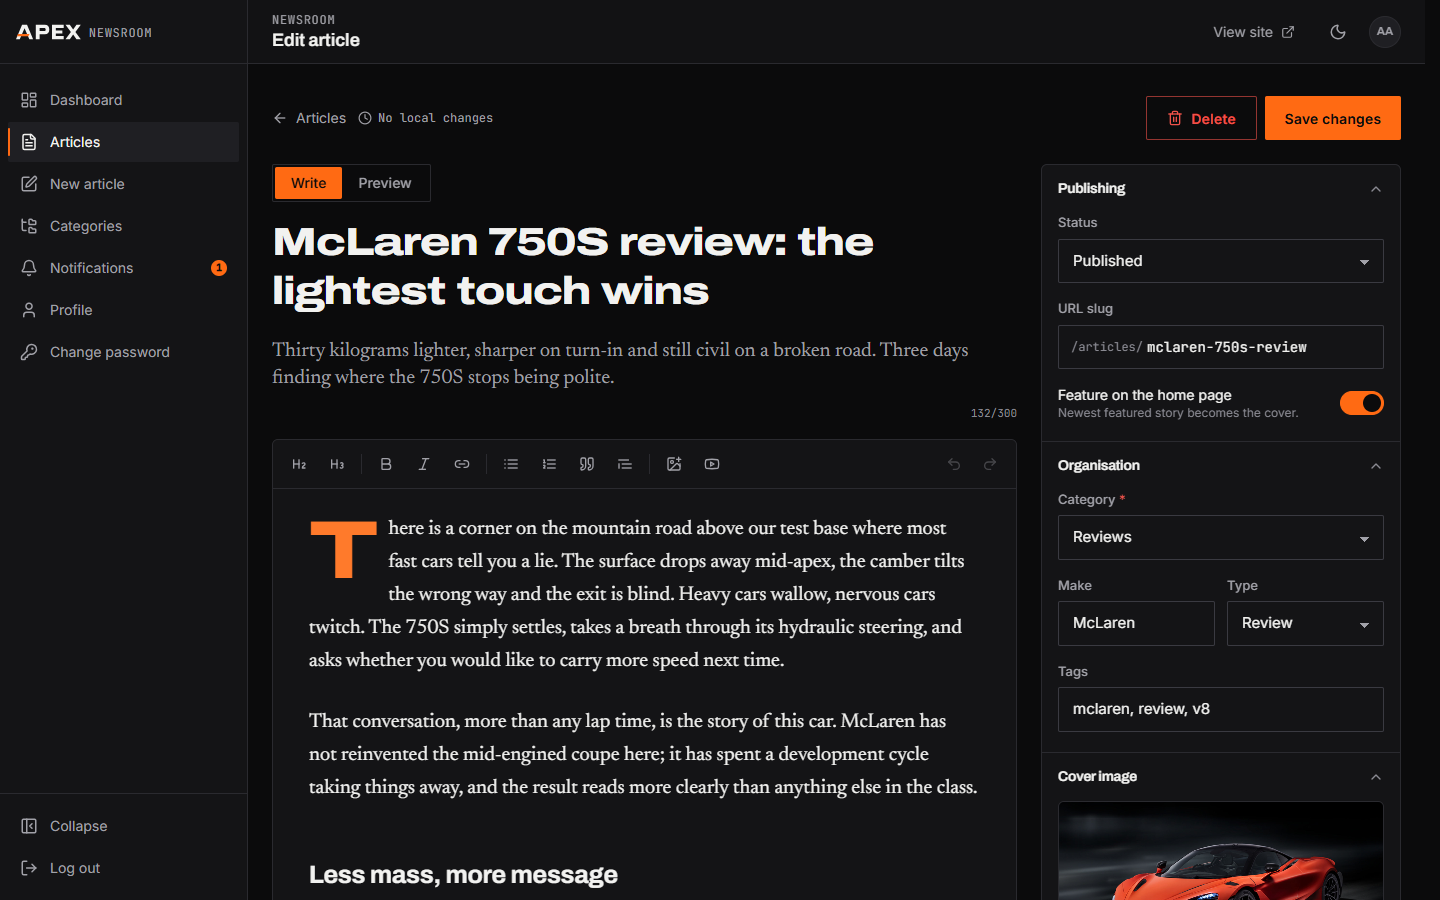 APEX NEWSROOM
Dashboard
Articles
New article
Categories
Notifications 1
Profile
Change password
Collapse
Log out
NEWSROOM
Edit article
View site
AA
Articles No local changes
Delete
Save changes
Write Preview
McLaren 750S review: the
lightest touch wins
Thirty kilograms lighter, sharper on turn-in and still civil on a broken road. Three days
finding where the 750S stops being polite.
132/300
H2 H3 B I
There is a corner on the mountain road above our test base where most
fast cars tell you a lie. The surface drops away mid-apex, the camber tilts
the wrong way and the exit is blind. Heavy cars wallow, nervous cars
twitch. The 750S simply settles, takes a breath through its hydraulic steering, and
asks whether you would like to carry more speed next time.
That conversation, more than any lap time, is the story of this car. McLaren has
not reinvented the mid-engined coupe here; it has spent a development cycle
taking things away, and the result reads more clearly than anything else in the class.
Less mass, more message
Publishing
Status
Published
URL slug
/articles/ mclaren-750s-review
Feature on the home page
Newest featured story becomes the cover.
Organisation
Category *
Reviews
Make Type
McLaren Review
Tags
mclaren, review, v8
Cover image